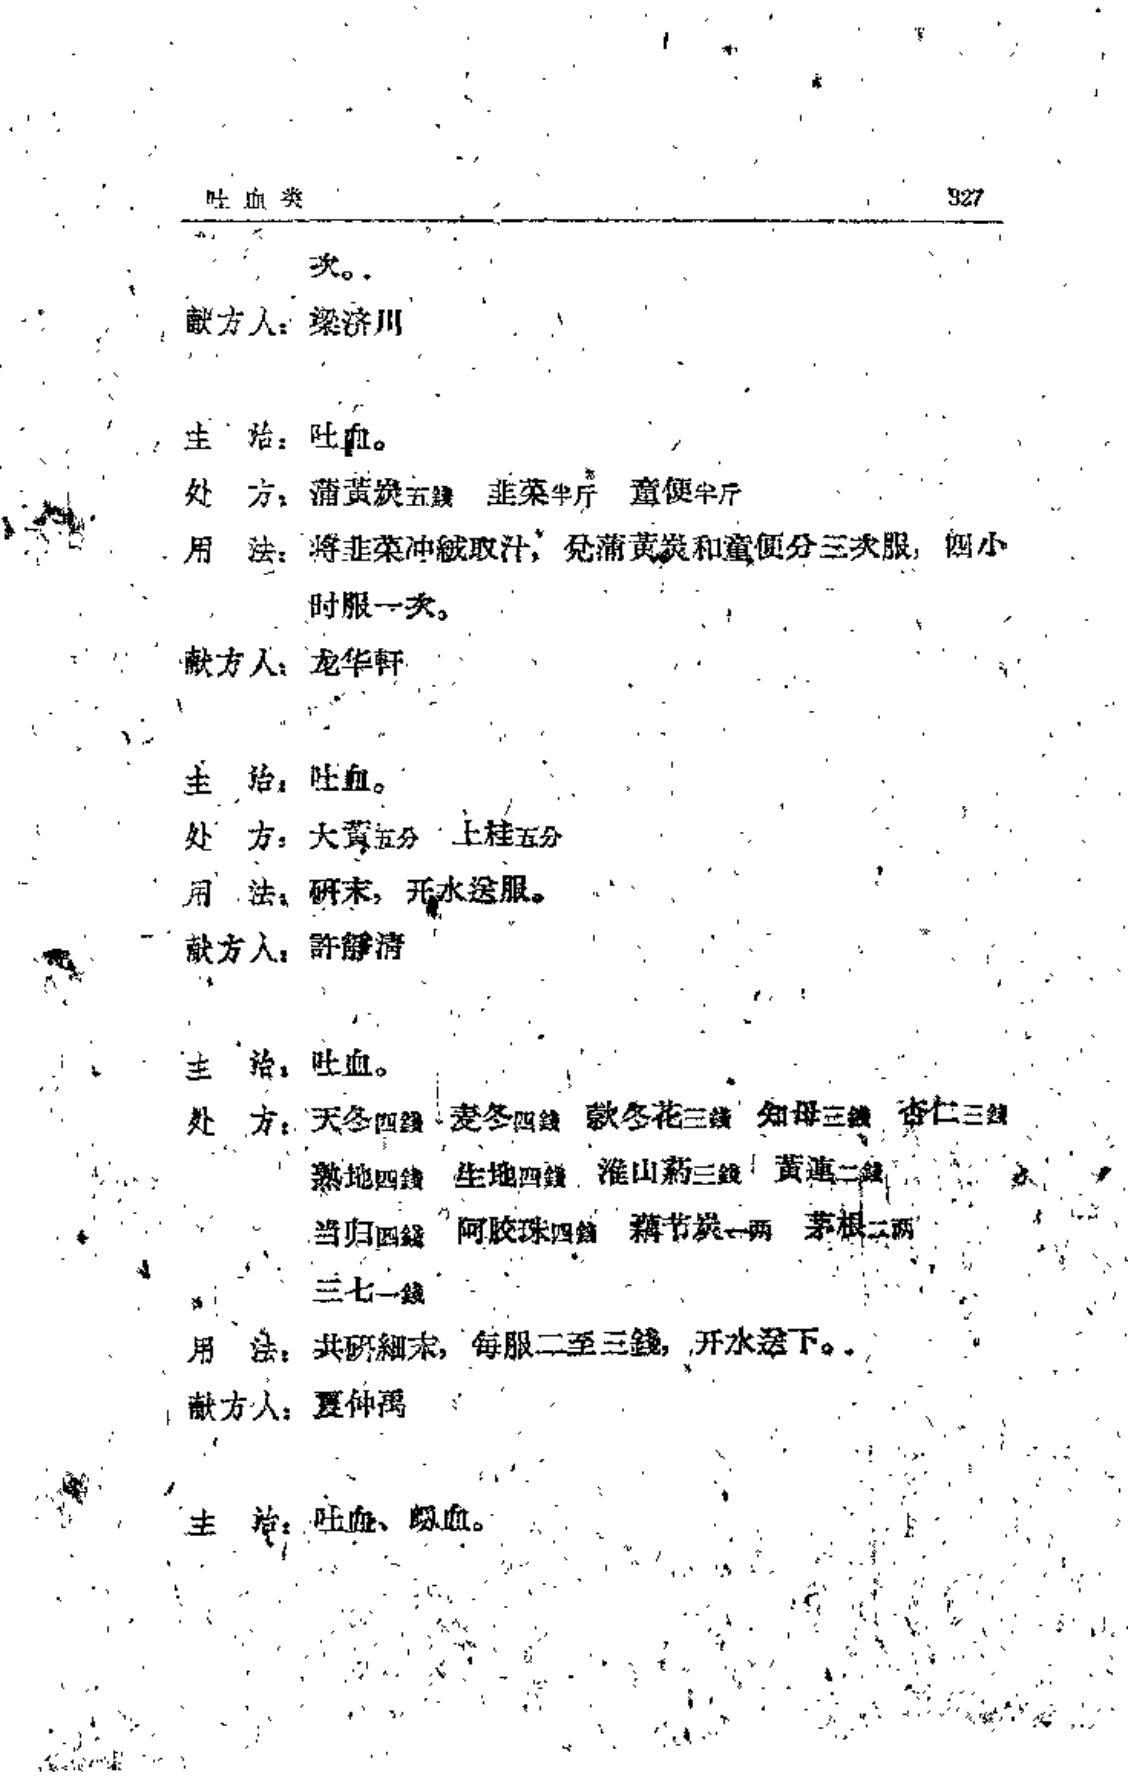 吐血类 327
次。
献方人：梁济川
主　治：吐血。
处　方：蒲黄炭五錢　韭菜半斤　童便半斤
用　法：将韭菜冲絨取汁，兑蒲黄炭和童便分三次服，四小
时服一次。
献方人：龙华軒
主　治：吐血。
处　方：大黄五分　上桂五分
用　法：研末，开水送服。
献方人：許靜清
主　治：吐血。
处　方：天冬四錢　麦冬四錢　款冬花三錢　知母三錢　杏仁三錢
熟地四錢　生地四錢　淮山葯三錢　黄連二錢
当归四錢　阿胶珠四錢　藕节炭一两　茅根二两
三七一錢
用　法：共研細末，每服二至三錢，开水送下。
献方人：夏仲禹
主　治：吐血、衂血。